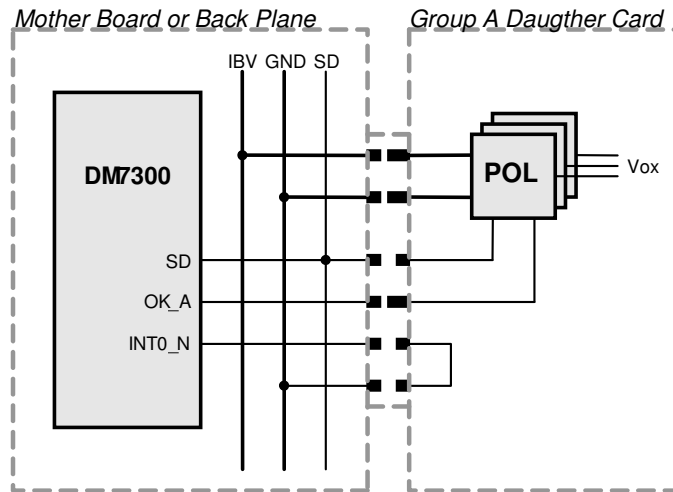 Mother Board or Back Plane
Group A Daugther Card
IBV GND SD
DM7300
POL
Vox
SD
OK_A
INT0_N